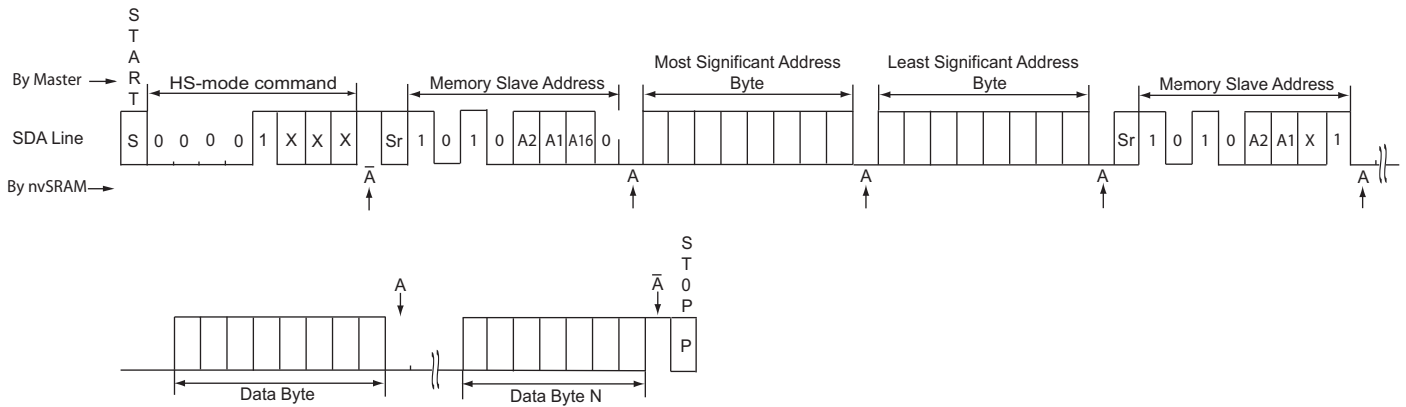 START
By Master
HS-mode command
Memory Slave Address
Most Significant Address
Byte
Least Significant Address
Byte
Memory Slave Address
SDA Line
S 0 0 0 0 1 X X X Sr 1 0 1 0 A2 A1 A16 0 Sr 1 0 1 0 A2 A1 X 1
By nvSRAM
A̅ A A A A
A A̅
ST0P
P
Data Byte
Data Byte N